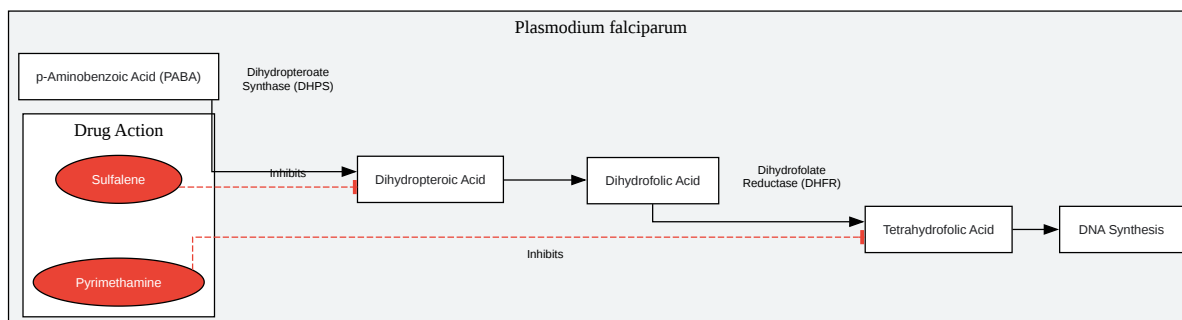 Plasmodium falciparum
p-Aminobenzoic Acid (PABA)
Dihydropteroate
Synthase (DHPS)
Drug Action
Sulfalene
Inhibits
Dihydropteroic Acid
Dihydrofolic Acid
Dihydrofolate
Reductase (DHFR)
Tetrahydrofolic Acid
DNA Synthesis
Inhibits
Pyrimethamine